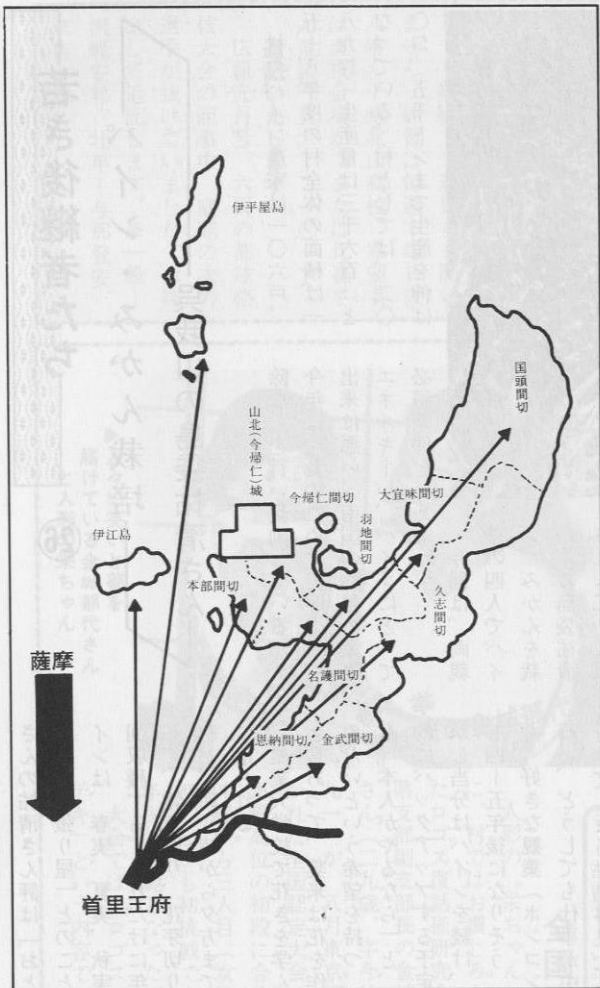 伊平屋島
国頭間切
山北(今帰仁)城
今帰仁間切
大宜味間切
羽地間切
伊江島
本部間切
久志間切
薩摩
名護間切
恩納間切
金武間切
首里王府